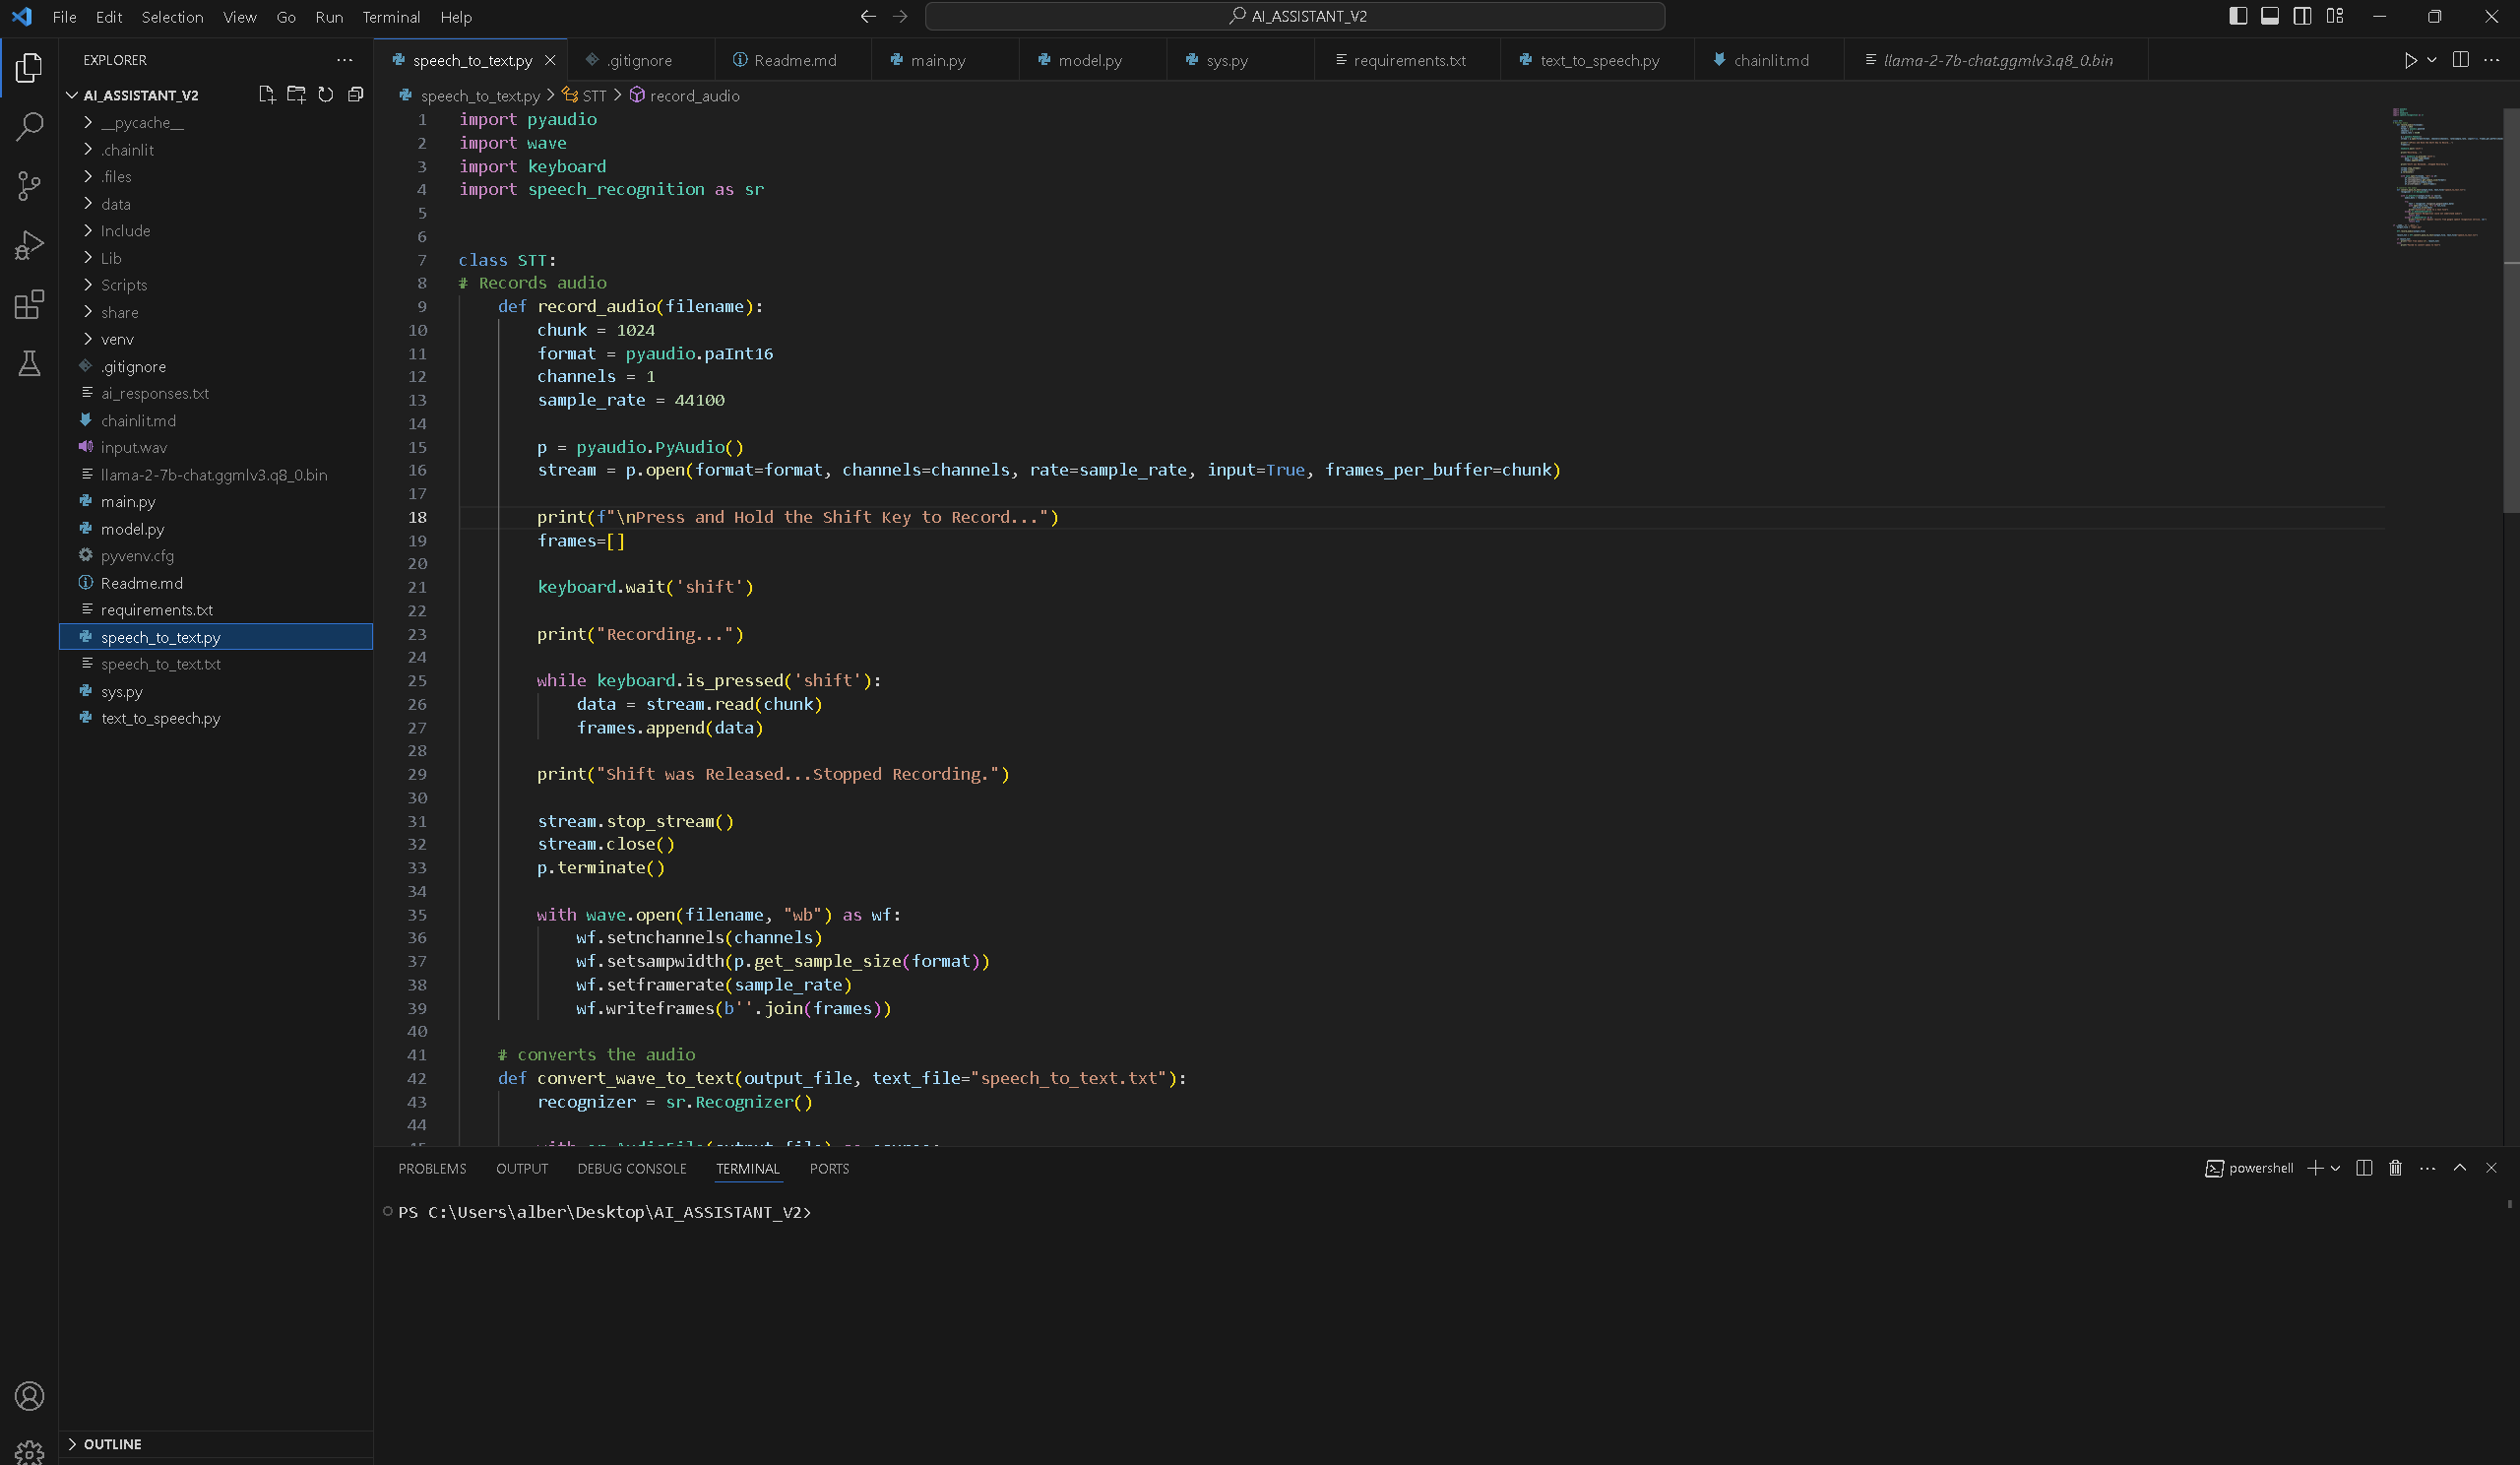 File Edit Selection View Go Run Terminal Help
AI_ASSISTANT_V2
EXPLORER
AI_ASSISTANT_V2
__pycache__
.chainlit
.files
data
Include
Lib
Scripts
share
venv
.gitignore
ai_responses.txt
chainlit.md
input.wav
llama-2-7b-chat.ggmlv3.q8_0.bin
main.py
model.py
pyvenv.cfg
Readme.md
requirements.txt
speech_to_text.py
speech_to_text.txt
sys.py
text_to_speech.py
OUTLINE
speech_to_text.py .gitignore Readme.md main.py model.py sys.py requirements.txt text_to_speech.py chainlit.md llama-2-7b-chat.ggmlv3.q8_0.bin
speech_to_text.py > STT > record_audio
1 import pyaudio
2 import wave
3 import keyboard
4 import speech_recognition as sr
5
6
7 class STT:
8 # Records audio
9     def record_audio(filename):
10         chunk = 1024
11         format = pyaudio.paInt16
12         channels = 1
13         sample_rate = 44100
14
15         p = pyaudio.PyAudio()
16         stream = p.open(format=format, channels=channels, rate=sample_rate, input=True, frames_per_buffer=chunk)
17
18         print(f"\nPress and Hold the Shift Key to Record...")
19         frames=[]
20
21         keyboard.wait('shift')
22
23         print("Recording...")
24
25         while keyboard.is_pressed('shift'):
26             data = stream.read(chunk)
27             frames.append(data)
28
29         print("Shift was Released...Stopped Recording.")
30
31         stream.stop_stream()
32         stream.close()
33         p.terminate()
34
35         with wave.open(filename, "wb") as wf:
36             wf.setnchannels(channels)
37             wf.setsampwidth(p.get_sample_size(format))
38             wf.setframerate(sample_rate)
39             wf.writeframes(b''.join(frames))
40
41     # converts the audio
42     def convert_wave_to_text(output_file, text_file="speech_to_text.txt"):
43         recognizer = sr.Recognizer()
44
PROBLEMS OUTPUT DEBUG CONSOLE TERMINAL PORTS
powershell
PS C:\Users\alber\Desktop\AI_ASSISTANT_V2>